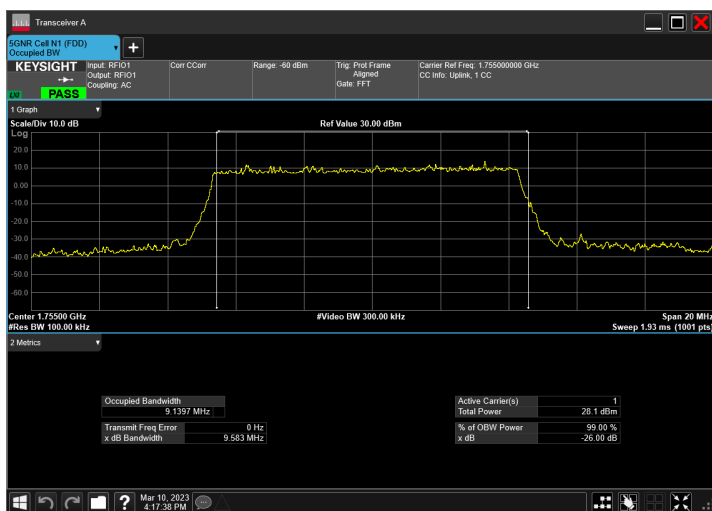 Transceiver A
5GNR Cell N1 (FDD)
Occupied BW
KEYSIGHT
LXI
PASS
Input: RFIO1
Output: RFIO1
Coupling: AC
Corr CCorr
Range: -60 dBm
Trig: Prot Frame
Aligned
Gate: FFT
Carrier Ref Freq: 1.755000000 GHz
CC Info: Uplink, 1 CC
1 Graph
Scale/Div 10.0 dB
Ref Value 30.00 dBm
Log
20.0
10.0
0.00
-10.0
-20.0
-30.0
-40.0
-50.0
-60.0
Center 1.75500 GHz
#Video BW 300.00 kHz
Span 20 MHz
#Res BW 100.00 kHz
Sweep 1.93 ms (1001 pts)
2 Metrics
Occupied Bandwidth
9.1397 MHz
Active Carrier(s) 1
Total Power 28.1 dBm
Transmit Freq Error 0 Hz
x dB Bandwidth 9.583 MHz
% of OBW Power 99.00 %
x dB -26.00 dB
Mar 10, 2023
4:17:38 PM